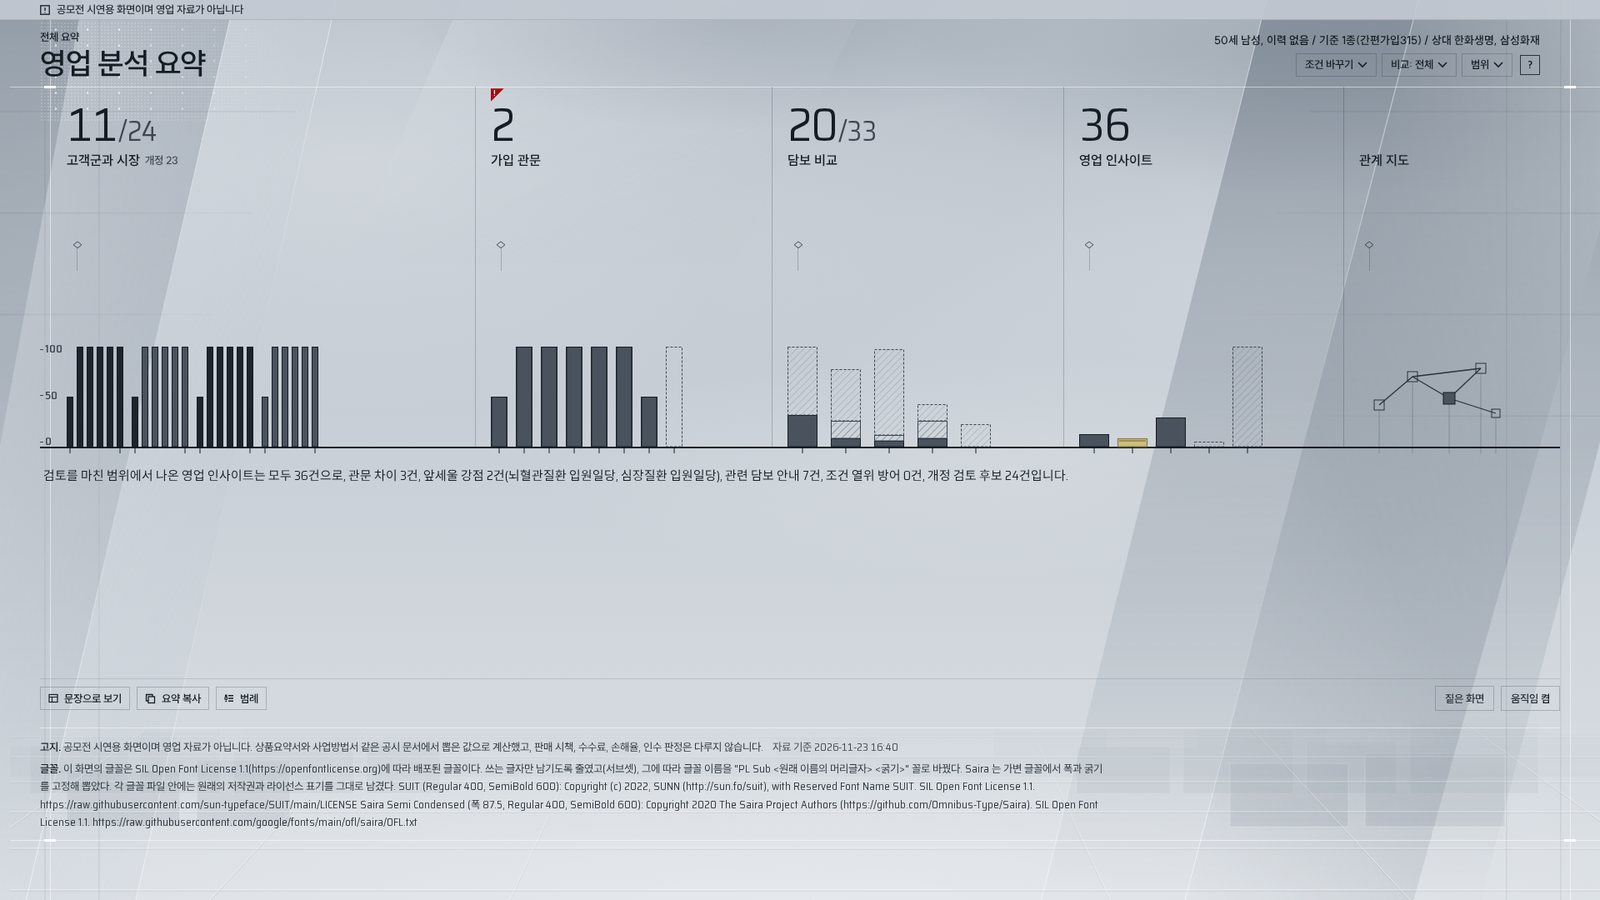 공모전 시연용 화면이며 영업 자료가 아닙니다
전체 요약
영업 분석 요약
50세 남성, 이력 없음 / 기준 1종(간편가입315) / 상대 한화생명, 삼성화재
조건 바꾸기
비교: 전체
범위
?
11/24
고객군과 시장 개정 23
2
가입 관문
20/33
담보 비교
36
영업 인사이트
관계 지도
100
50
0
검토를 마친 범위에서 나온 영업 인사이트는 모두 36건으로, 관문 차이 3건, 앞세울 강점 2건(뇌혈관질환 입원일당, 심장질환 입원일당), 관련 담보 안내 7건, 조건 열위 방어 0건, 개정 검토 후보 24건입니다.
문장으로 보기
요약 복사
범례
짙은 화면
움직임 켬
고지. 공모전 시연용 화면이며 영업 자료가 아닙니다. 상품요약서와 사업방법서 같은 공시 문서에서 뽑은 값으로 계산했고, 판매 시책, 수수료, 손해율, 인수 판정은 다루지 않습니다. 자료 기준 2026-11-23 16:40
글꼴. 이 화면의 글꼴은 SIL Open Font License 1.1(https://openfontlicense.org)에 따라 배포된 글꼴이다. 쓰는 글자만 남기도록 줄였고(서브셋), 그에 따라 글꼴 이름을 "PL Sub <원래 이름의 머리글자> <굵기>" 꼴로 바꿨다. Saira 는 가변 글꼴에서 폭과 굵기
를 고정해 뽑았다. 각 글꼴 파일 안에는 원래의 저작권과 라이선스 표기를 그대로 남겼다. SUIT (Regular 400, SemiBold 600): Copyright (c) 2022, SUNN (http://sun.fo/suit), with Reserved Font Name SUIT. SIL Open Font License 1.1.
https://raw.githubusercontent.com/sun-typeface/SUIT/main/LICENSE Saira Semi Condensed (폭 87.5, Regular 400, SemiBold 600): Copyright 2020 The Saira Project Authors (https://github.com/Omnibus-Type/Saira). SIL Open Font
License 1.1. https://raw.githubusercontent.com/google/fonts/main/ofl/saira/OFL.txt